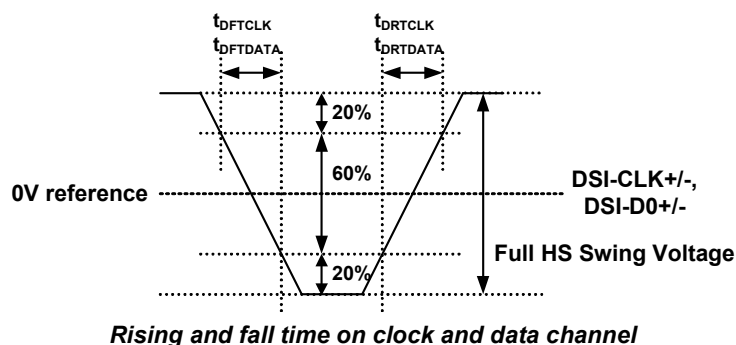 tDFTCLK
tDFTDATA
tDRTCLK
tDRTDATA
20%
60%
0V reference
DSI-CLK+/-,
DSI-D0+/-
Full HS Swing Voltage
20%
Rising and fall time on clock and data channel